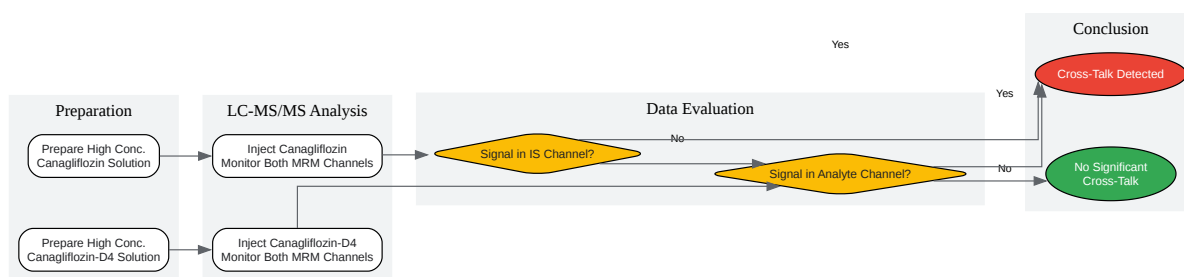 Preparation
Prepare High Conc.
Canagliflozin Solution
Prepare High Conc.
Canagliflozin-D4 Solution
LC-MS/MS Analysis
Inject Canagliflozin
Monitor Both MRM Channels
Inject Canagliflozin-D4
Monitor Both MRM Channels
Data Evaluation
Signal in IS Channel?
No
Signal in Analyte Channel?
Yes
Yes
No
Conclusion
Cross-Talk Detected
No Significant
Cross-Talk